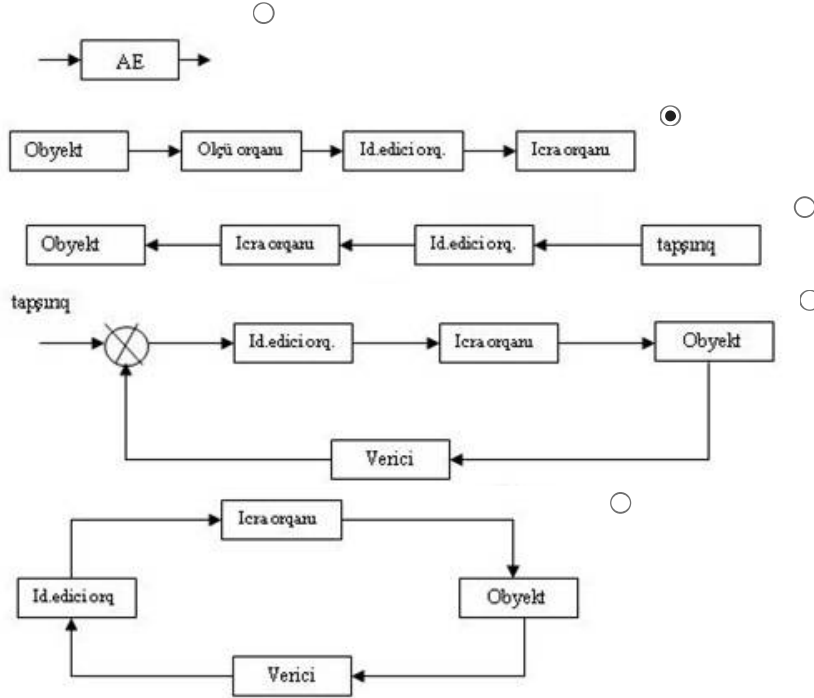 AE
Obyekt Olçü orqanı Id.edici orq. Icra orqanı
Obyekt Icra orqanı Id.edici orq. tapşırıq
tapşırıq
Id.edici orq. Icra orqanı Obyekt
Verici
Icra orqanı
Id.edici orq Obyekt
Verici